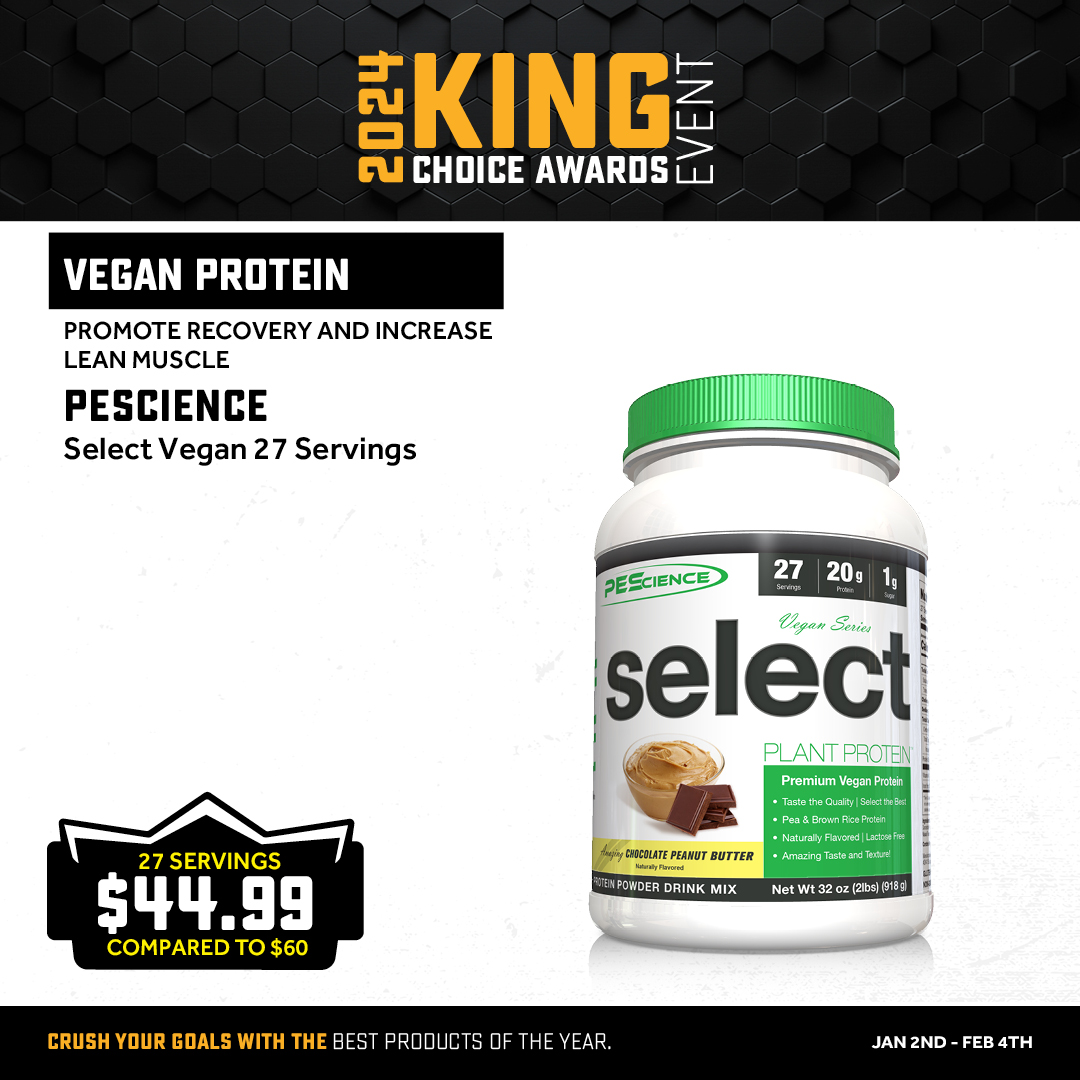 2024
KING
CHOICE AWARDS
EVENT
VEGAN PROTEIN
PROMOTE RECOVERY AND INCREASE
LEAN MUSCLE
PESCIENCE
Select Vegan 27 Servings
PEScience
27 Servings
20g Protein
1g Sugar
Vegan Series
select
PLANT PROTEIN
Premium Vegan Protein
• Taste the Quality | Select the Best
• Pea & Brown Rice Protein
• Naturally Flavored | Lactose Free
• Amazing Taste and Texture!
Amazing CHOCOLATE PEANUT BUTTER
Naturally Flavored
PROTEIN POWDER DRINK MIX
Net Wt 32 oz (2lbs) (918 g)
27 SERVINGS
$44.99
COMPARED TO $60
CRUSH YOUR GOALS WITH THE BEST PRODUCTS OF THE YEAR.
JAN 2ND - FEB 4TH